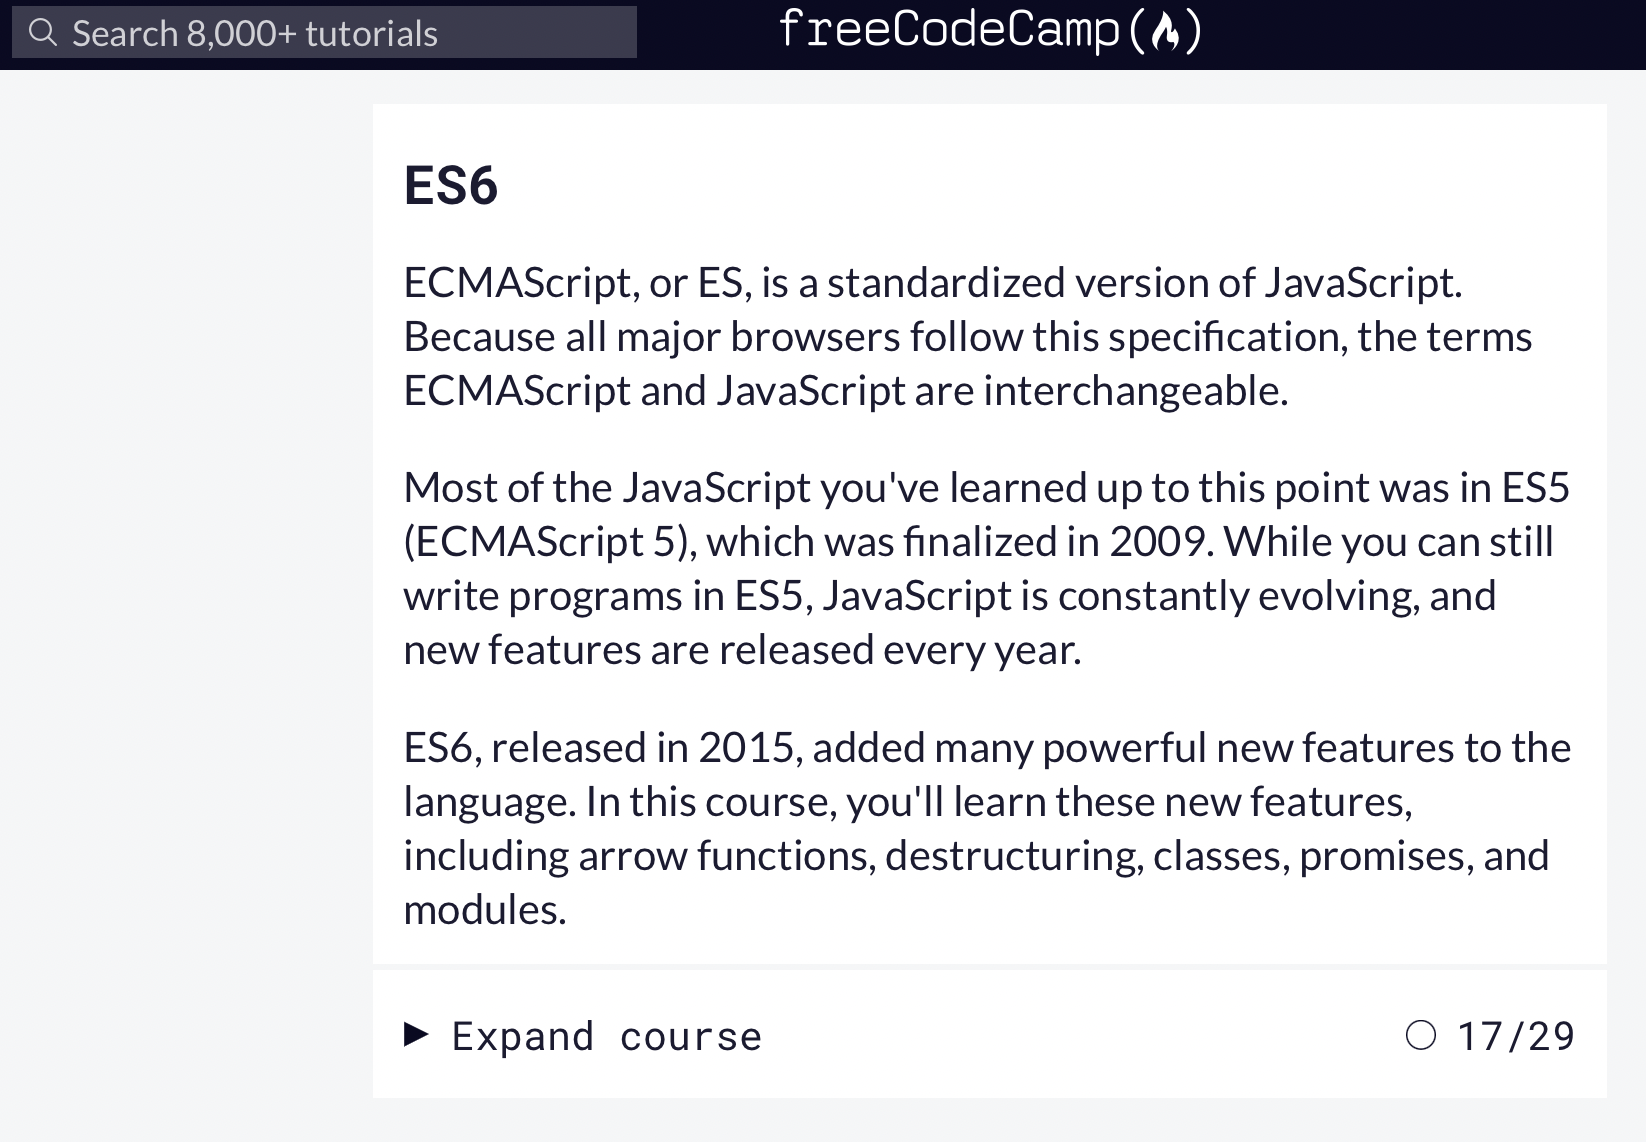 Search 8,000+ tutorials
freeCodeCamp(🔥)
ES6
ECMAScript, or ES, is a standardized version of JavaScript.
Because all major browsers follow this specification, the terms
ECMAScript and JavaScript are interchangeable.
Most of the JavaScript you've learned up to this point was in ES5
(ECMAScript 5), which was finalized in 2009. While you can still
write programs in ES5, JavaScript is constantly evolving, and
new features are released every year.
ES6, released in 2015, added many powerful new features to the
language. In this course, you'll learn these new features,
including arrow functions, destructuring, classes, promises, and
modules.
Expand course
17/29